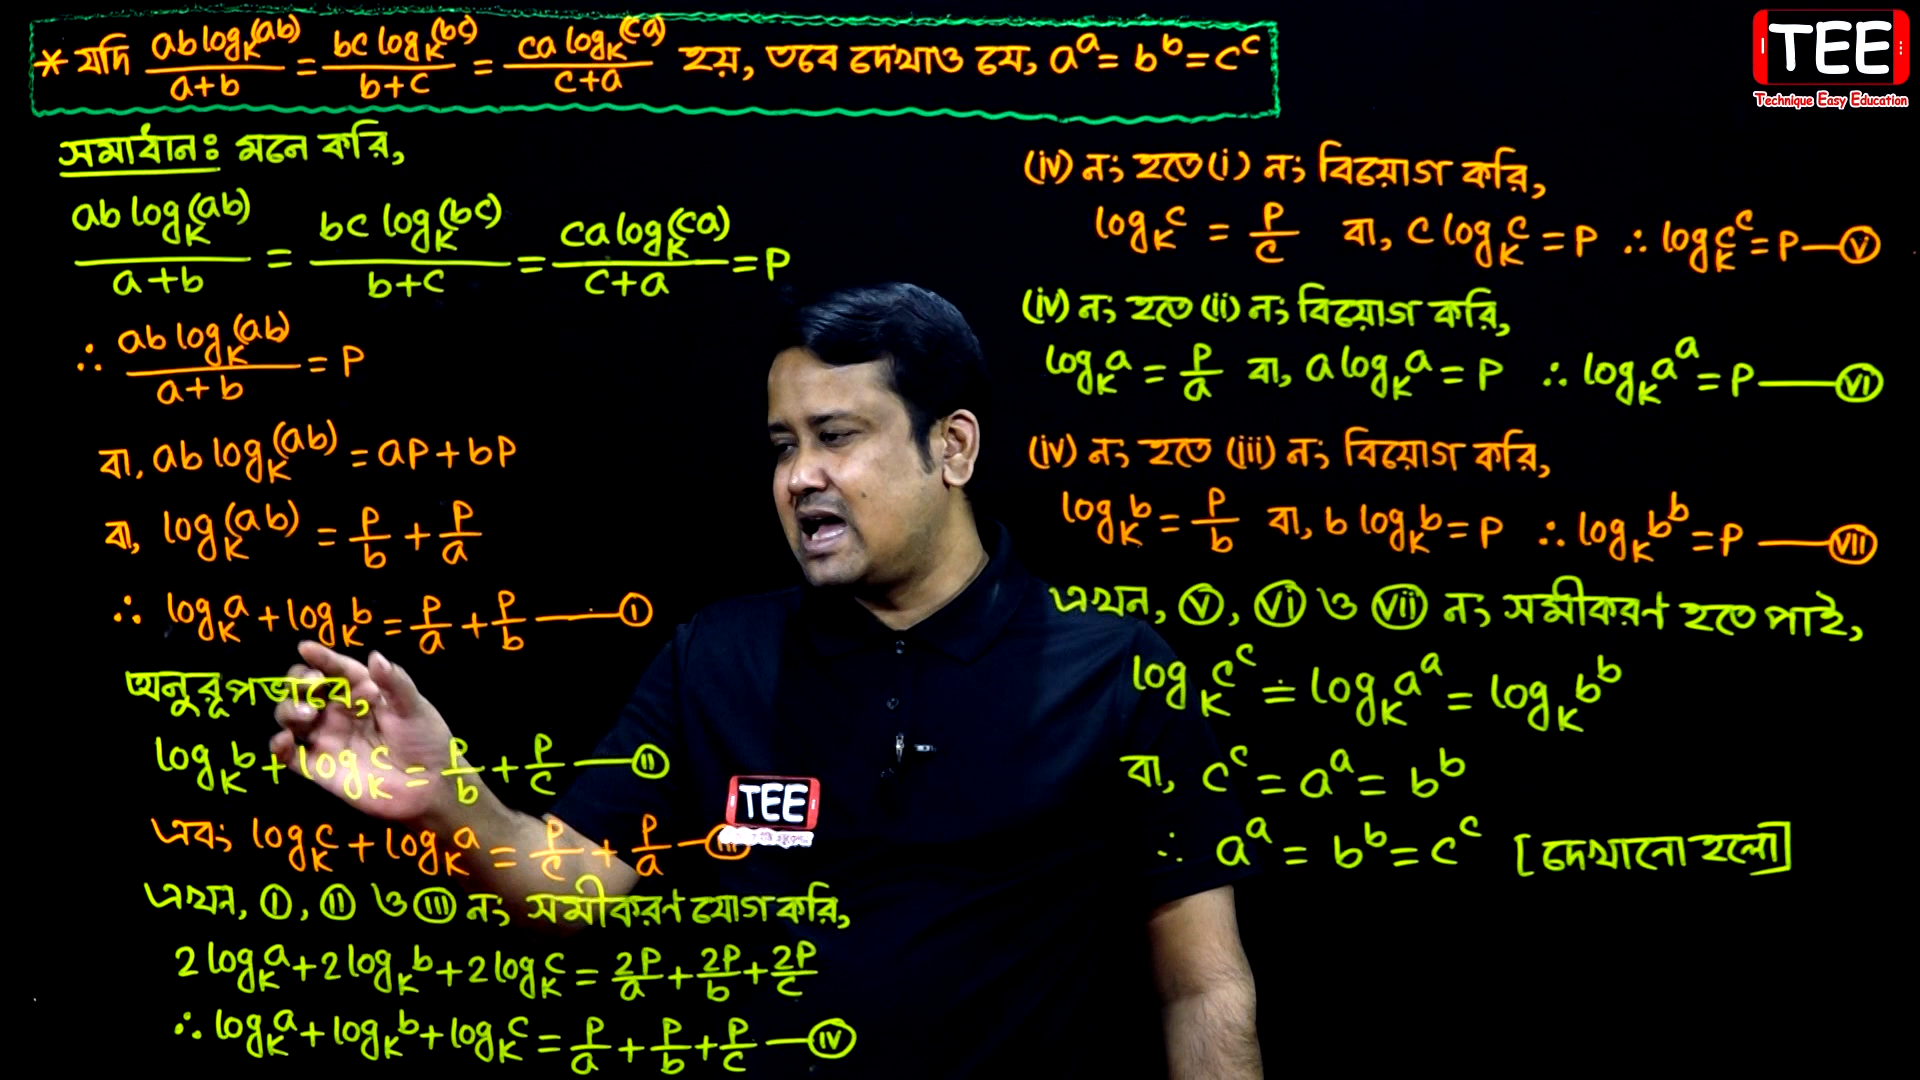 * যদি ab log_k(ab)/a+b = bc log_k(bc)/b+c = ca log_k(ca)/c+a হয়, তবে দেখাও যে, a^a = b^b = c^c
TEE
Technique Easy Education
সমাধানঃ মনে করি,
ab log_k(ab)/a+b = bc log_k(bc)/b+c = ca log_k(ca)/c+a = P
∴ ab log_k(ab)/a+b = P
বা, ab log_k(ab) = aP + bP
বা, log_k(ab) = P/b + P/a
∴ log_k a + log_k b = P/a + P/b —— (i)
অনুরূপভাবে,
log_k b + log_k c = P/b + P/c —— (ii)
এবং log_k c + log_k a = P/c + P/a — (iii)
এখন, (i), (ii) ও (iii) নং সমীকরণ যোগ করি,
2 log_k a + 2 log_k b + 2 log_k c = 2P/a + 2P/b + 2P/c
∴ log_k a + log_k b + log_k c = P/a + P/b + P/c —— (iv)
(iv) নং হতে (i) নং বিয়োগ করি,
log_k c = P/c বা, c log_k c = P ∴ log_k c^c = P —— (v)
(iv) নং হতে (ii) নং বিয়োগ করি,
log_k a = P/a বা, a log_k a = P ∴ log_k a^a = P —— (vi)
(iv) নং হতে (iii) নং বিয়োগ করি,
log_k b = P/b বা, b log_k b = P ∴ log_k b^b = P —— (vii)
এখন, (v), (vi) ও (vii) নং সমীকরণ হতে পাই,
log_k c^c = log_k a^a = log_k b^b
বা, c^c = a^a = b^b
∴ a^a = b^b = c^c [দেখানো হলো]
TEE